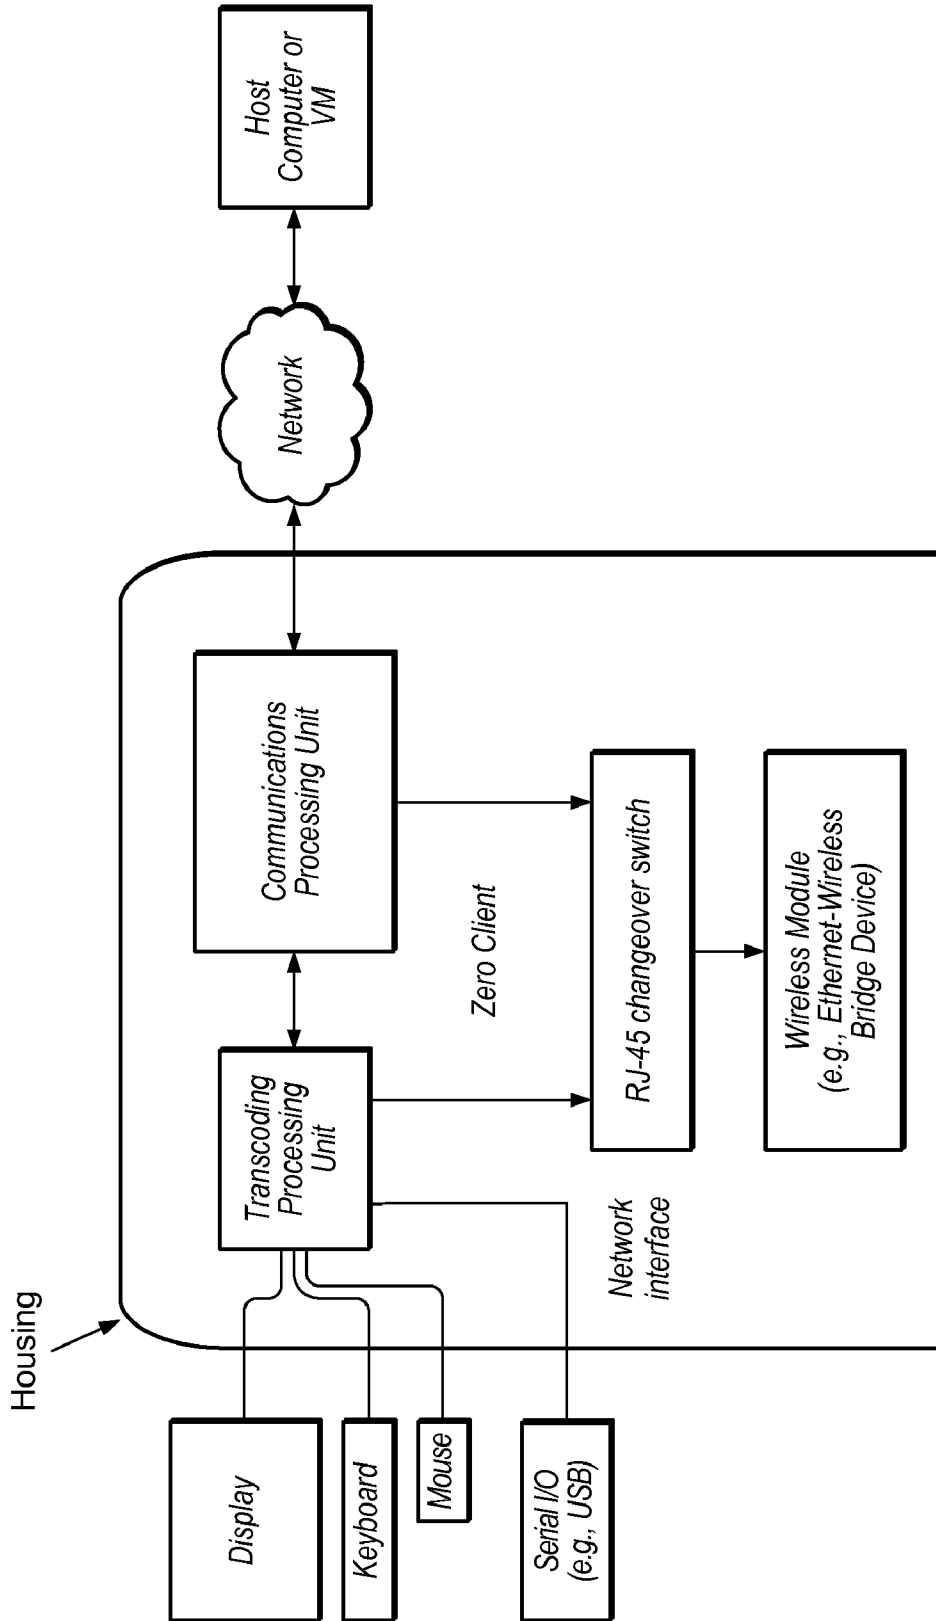 Housing
Display
Keyboard
Mouse
Serial I/O
(e.g., USB)
Transcoding
Processing
Unit
Communications
Processing Unit
Network
Host
Computer or
VM
Zero Client
Network
interface
RJ-45 changeover switch
Wireless Module
(e.g., Ethernet-Wireless
Bridge Device)